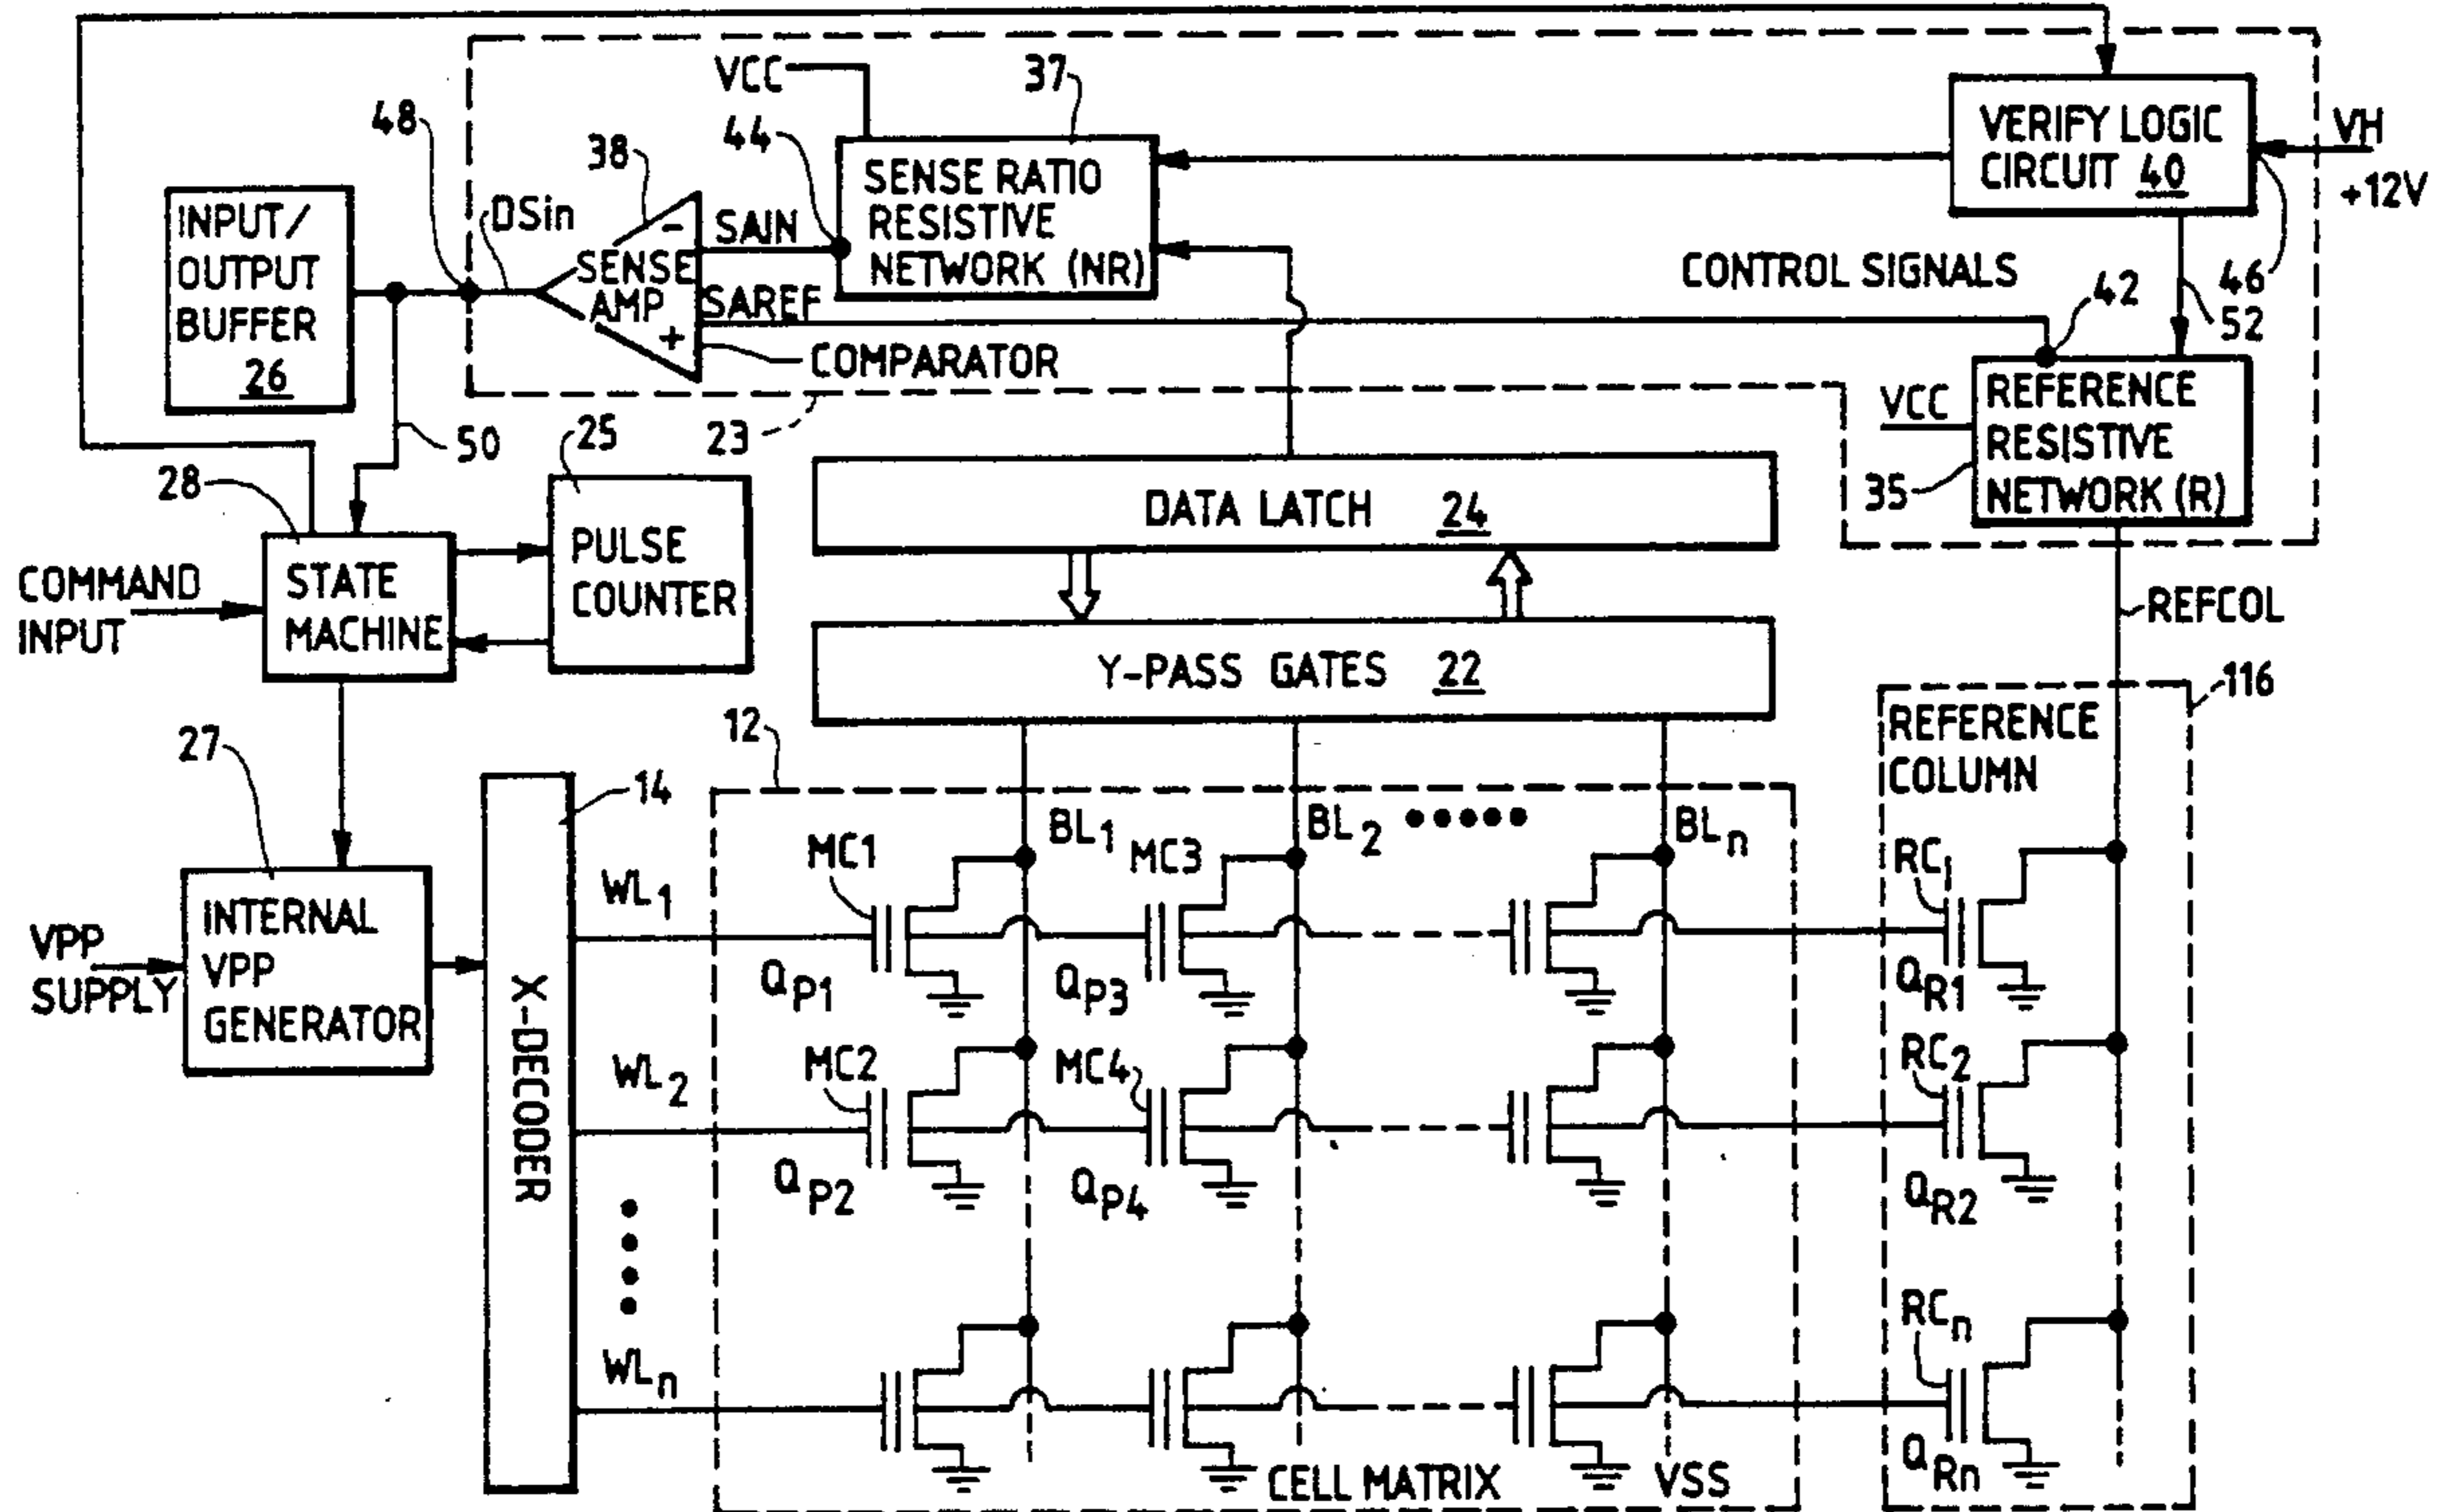 VCC
37
48
44
38
VERIFY LOGIC
CIRCUIT 40
VH
+12V
INPUT/
OUTPUT
BUFFER
26
DSin
SENSE
AMP
-
+
SAIN
SAREF
COMPARATOR
SENSE RATIO
RESISTIVE
NETWORK (NR)
CONTROL SIGNALS
46
42
52
VCC
REFERENCE
RESISTIVE
NETWORK (R)
35
50
23
25
28
DATA LATCH 24
COMMAND
INPUT
STATE
MACHINE
PULSE
COUNTER
REFCOL
Y-PASS GATES 22
116
REFERENCE
COLUMN
27
14
12
VPP
SUPPLY
INTERNAL
VPP
GENERATOR
X-DECODER
BL1
BL2
BLn
WL1
MC1
MC3
RC1
QP1
QP3
QR1
WL2
MC2
MC4
RC2
QP2
QP4
QR2
WLn
RCn
QRn
CELL MATRIX
VSS